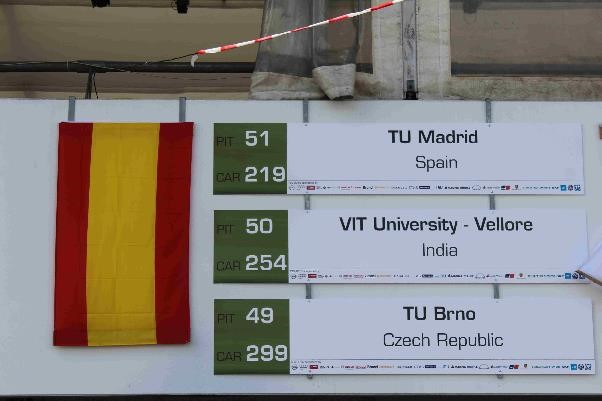 PIT 51
CAR 219
TU Madrid
Spain
PIT 50
CAR 254
VIT University - Vellore
India
PIT 49
CAR 299
TU Brno
Czech Republic